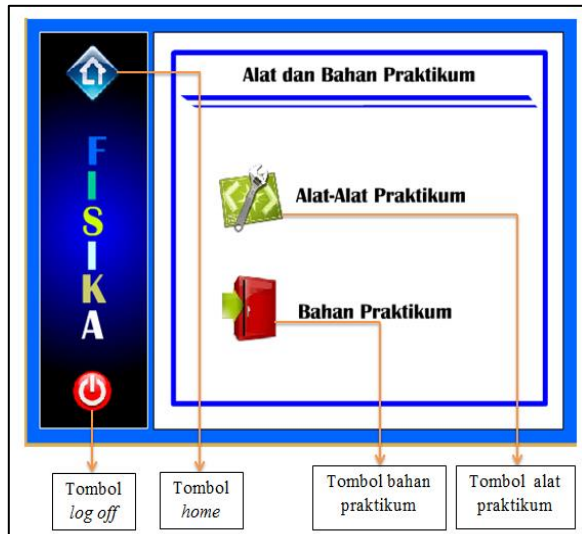 FISIKA
Alat dan Bahan Praktikum
Alat-Alat Praktikum
Bahan Praktikum
Tombol
log off
Tombol
home
Tombol bahan
praktikum
Tombol alat
praktikum